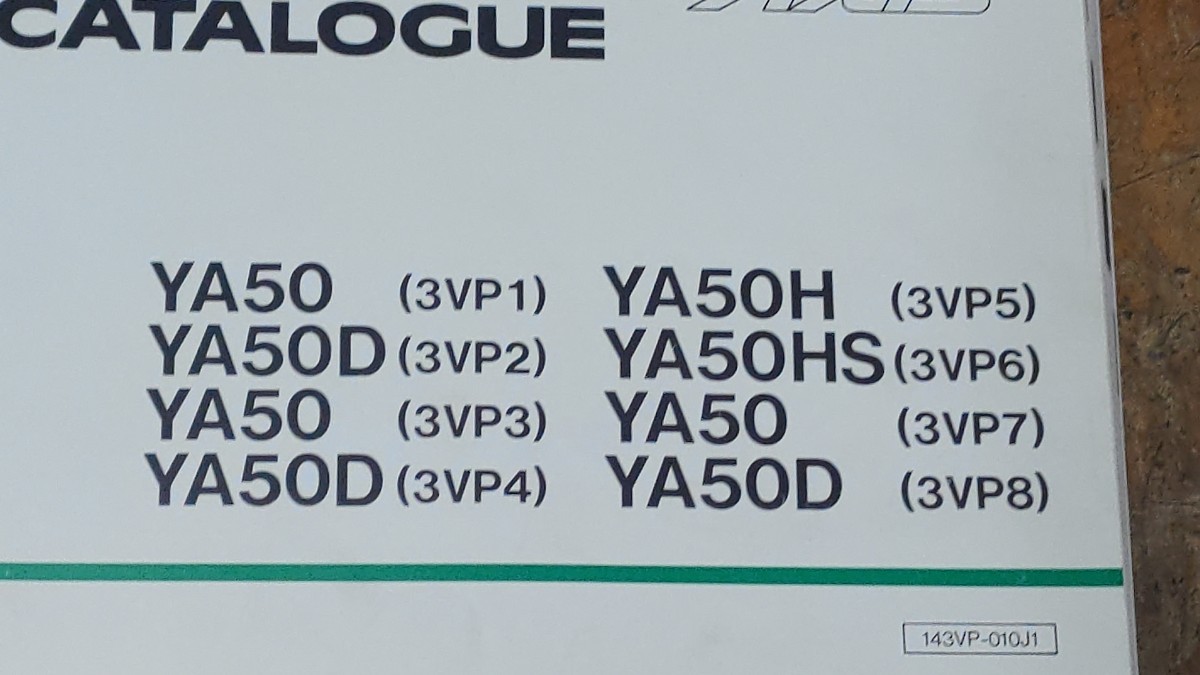 CATALOGUE
YA50 (3VP1) YA50H (3VP5)
YA50D (3VP2) YA50HS (3VP6)
YA50 (3VP3) YA50 (3VP7)
YA50D (3VP4) YA50D (3VP8)
143VP-010J1